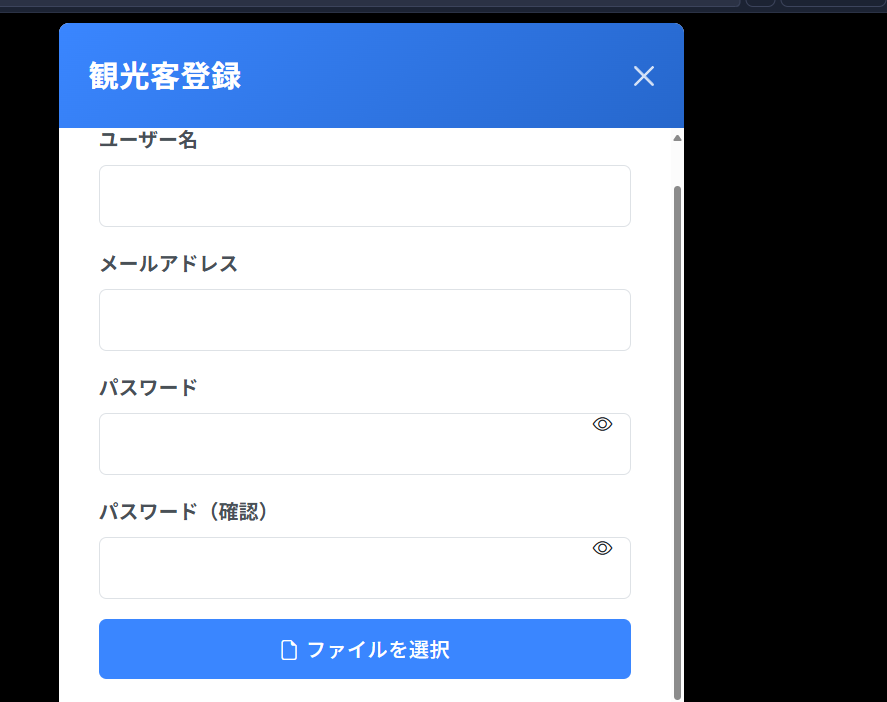 観光客登録
ユーザー名
メールアドレス
パスワード
パスワード（確認）
ファイルを選択